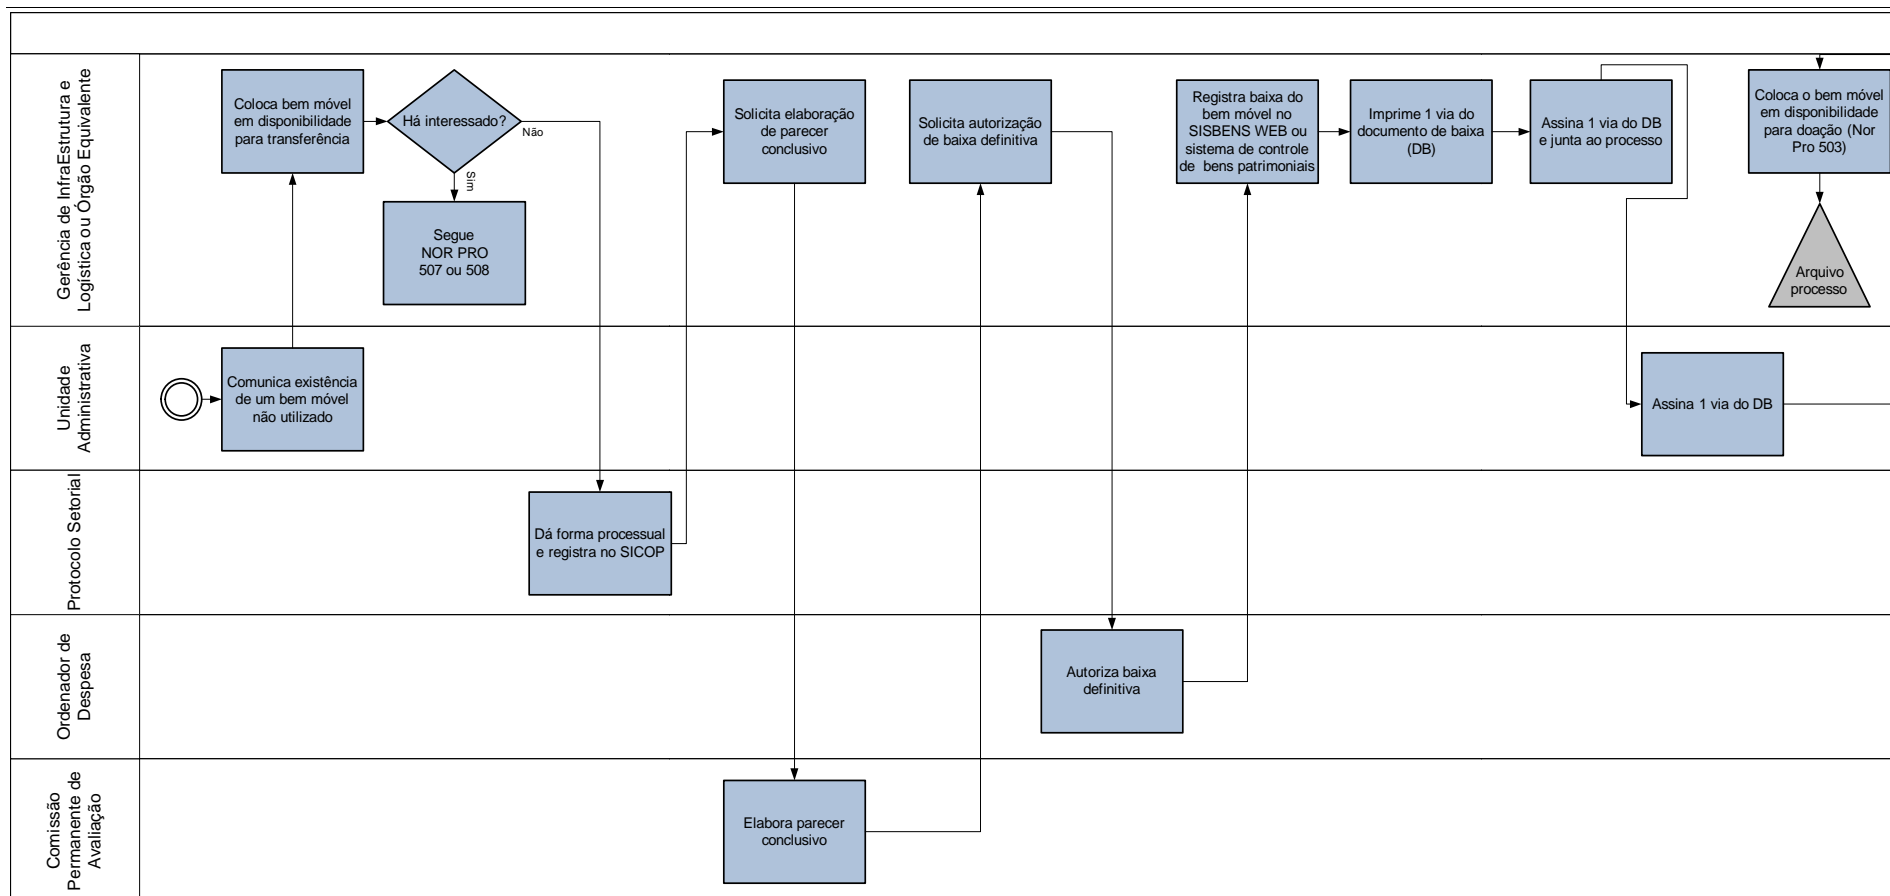 Gerência de InfraEstrutura e
Logística ou Órgão Equivalente
Coloca bem móvel
em disponibilidade
para transferência
Há interessado?
Não
Sim
Segue
NOR PRO
507 ou 508
Solicita elaboração
de parecer
conclusivo
Solicita autorização
de baixa definitiva
Registra baixa do
bem móvel no
SISBENS WEB ou
sistema de controle
de bens patrimoniais
Imprime 1 via do
documento de baixa
(DB)
Assina 1 via do DB
e junta ao processo
Coloca o bem móvel
em disponibilidade
para doação (Nor
Pro 503)
Arquivo
processo
Unidade
Administrativa
Comunica existência
de um bem móvel
não utilizado
Assina 1 via do DB
Protocolo Setorial
Dá forma processual
e registra no SICOP
Ordenador de
Despesa
Autoriza baixa
definitiva
Comissão
Permanente de
Avaliação
Elabora parecer
conclusivo